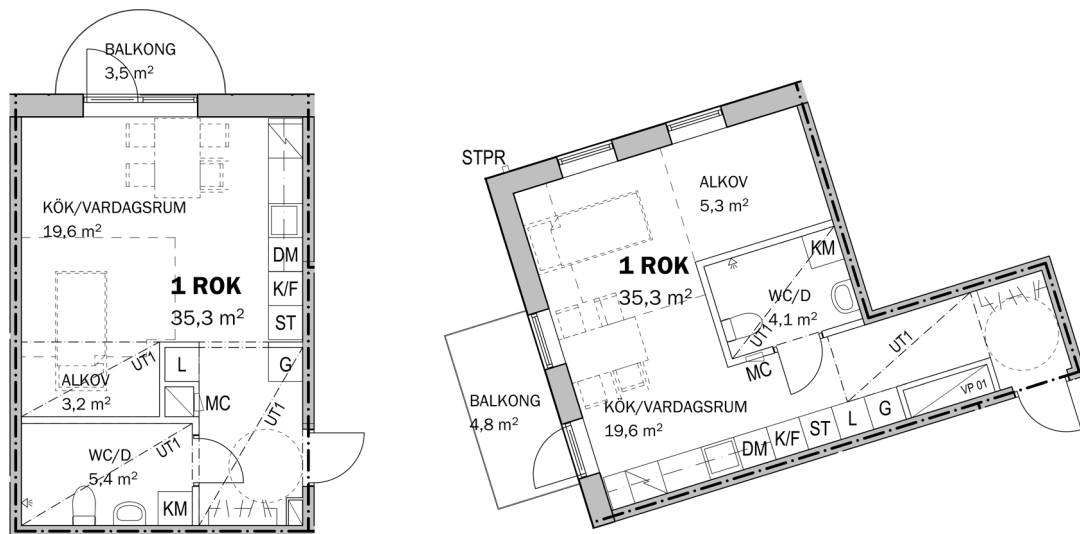 BALKONG
3,5 m²
KÖK/VARDAGSRUM
19,6 m²
DM
1 ROK
35,3 m²
K/F
ST
UT1
L
G
ALKOV
3,2 m²
MC
UT1
UT1
WC/D
5,4 m²
KM
STPR
ALKOV
5,3 m²
KM
1 ROK
35,3 m²
WC/D
4,1 m²
UT1
UT1
MC
BALKONG
4,8 m²
KÖK/VARDAGSRUM
19,6 m²
DM
K/F
ST
L
G
VP 01